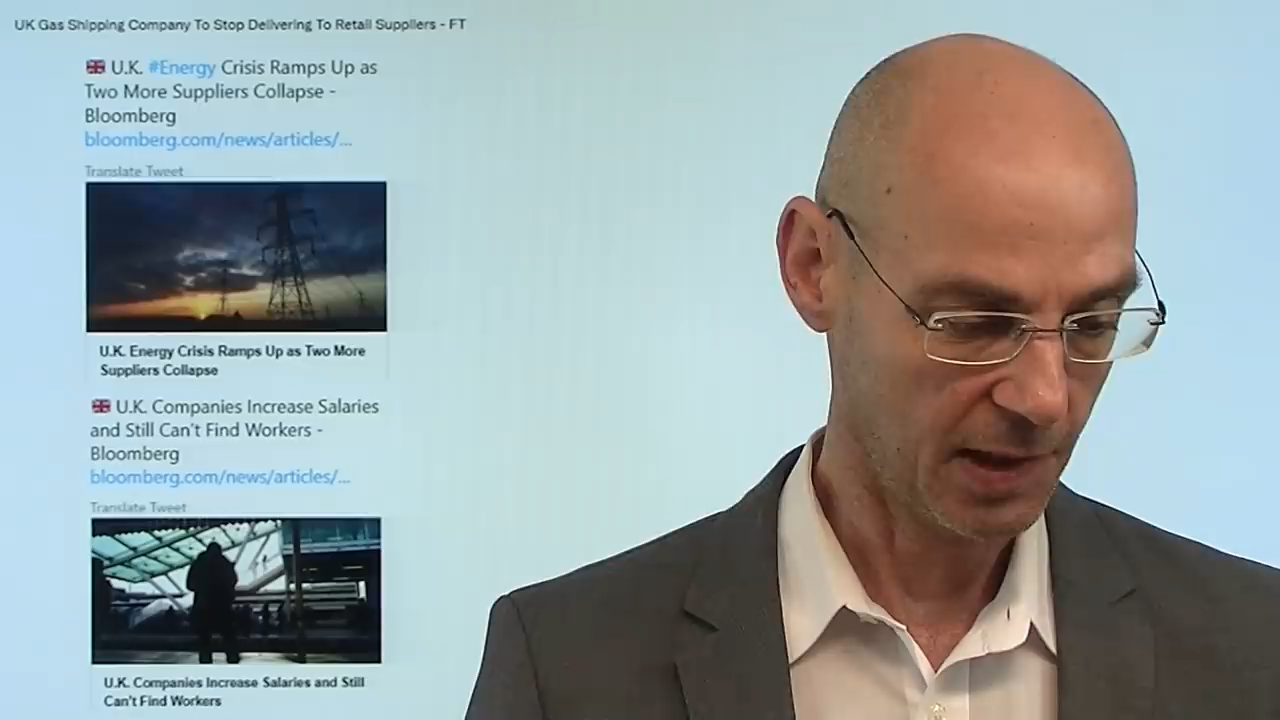 UK Gas Shipping Company To Stop Delivering To Retail Suppliers - FT
U.K. #Energy Crisis Ramps Up as
Two More Suppliers Collapse -
Bloomberg
bloomberg.com/news/articles/...
Translate Tweet
U.K. Energy Crisis Ramps Up as Two More
Suppliers Collapse
U.K. Companies Increase Salaries
and Still Can't Find Workers -
Bloomberg
bloomberg.com/news/articles/...
Translate Tweet
U.K. Companies Increase Salaries and Still
Can't Find Workers